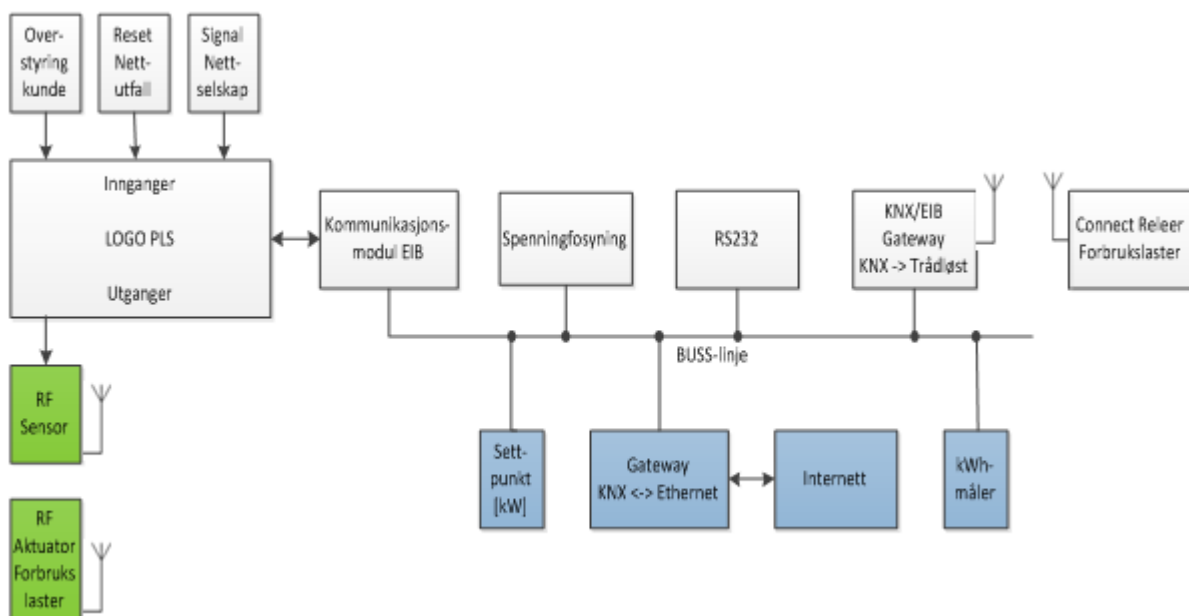 Over-
styring
kunde
Reset
Nett-
utfall
Signal
Nett-
selskap
Innganger
LOGO PLS
Utganger
Kommunikasjons-
modul EIB
Spenningfosyning
RS232
KNX/EIB
Gateway
KNX -> Trådløst
Connect Releer
Forbrukslaster
BUSS-linje
RF
Sensor
Sett-
punkt
[kW]
Gateway
KNX <-> Ethernet
Internett
kWh-
måler
RF
Aktuator
Forbruks
laster